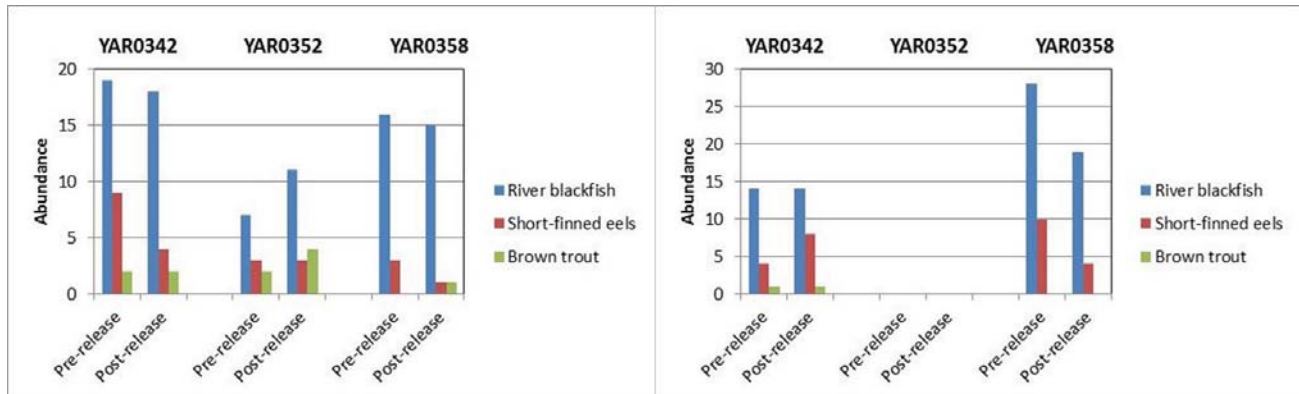 YAR0342 YAR0352 YAR0358
20
15
10
5
0
Abundance
Pre-release Post-release Pre-release Post-release Pre-release Post-release
River blackfish
Short-finned eels
Brown trout
YAR0342 YAR0352 YAR0358
30
25
20
15
10
5
0
Abundance
Pre-release Post-release Pre-release Post-release Pre-release Post-release
River blackfish
Short-finned eels
Brown trout